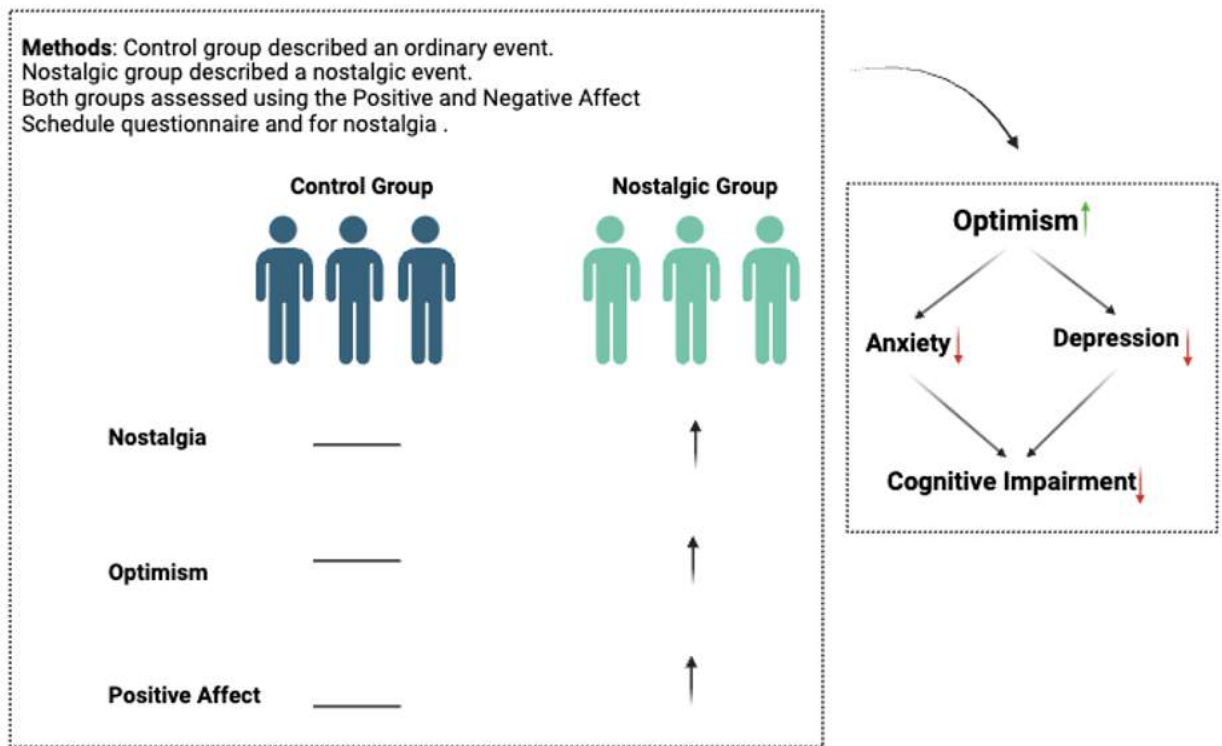 Methods: Control group described an ordinary event.
Nostalgic group described a nostalgic event.
Both groups assessed using the Positive and Negative Affect
Schedule questionnaire and for nostalgia .
Control Group
Nostalgic Group
Nostalgia
Optimism
Positive Affect
Optimism
Anxiety
Depression
Cognitive Impairment